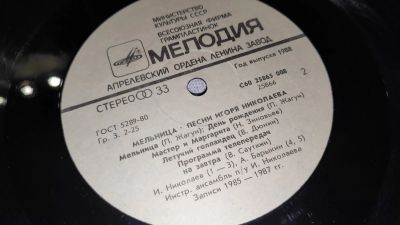 МИНИСТЕРСТВО
КУЛЬТУРЫ СССР
ВСЕСОЮЗНАЯ ФИРМА
ГРАМПЛАСТИНОК
МЕЛОДИЯ
АПРЕЛЕВСКИЙ ОРДЕНА ЛЕНИНА ЗАВОД
СТЕРЕО 33
Год выпуска 1988
ГОСТ 5289-80
Гр. 3. 2-25
С60 25865 008
25866
2
МЕЛЬНИЦА · ПЕСНИ ИГОРЯ НИКОЛАЕВА
Мельница (П. Жагун); День рождения (П. Жагун)
Мастер и Маргарита (Н. Зиновьев)
Летучий голландец (В. Дюнин)
Программа телепередач
на завтра (В. Сауткин)
И. Николаев (1—3), А. Барыкин (4, 5)
Инстр. ансамбль п/у И. Николаева
Записи 1985—1987 гг.